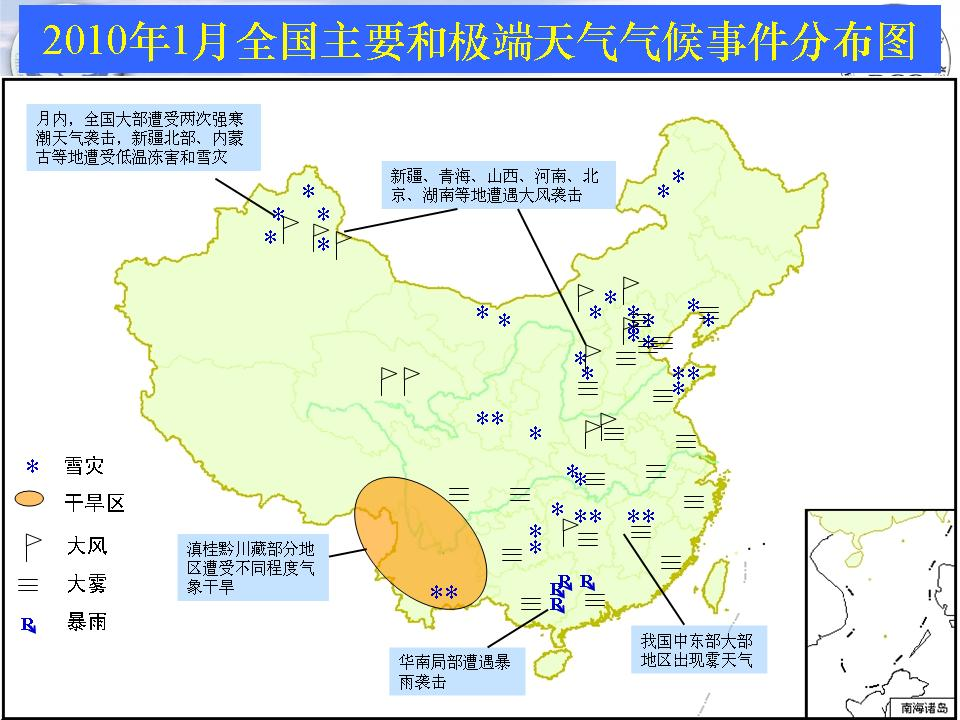 2010年1月全国主要和极端天气气候事件分布图
月内，全国大部遭受两次强寒
潮天气袭击，新疆北部、内蒙
古等地遭受低温冻害和雪灾
新疆、青海、山西、河南、北
京、湖南等地遭遇大风袭击
雪灾
干旱区
大风
大雾
暴雨
滇桂黔川藏部分地
区遭受不同程度气
象干旱
华南局部遭遇暴
雨袭击
我国中东部大部
地区出现雾天气
南海诸岛